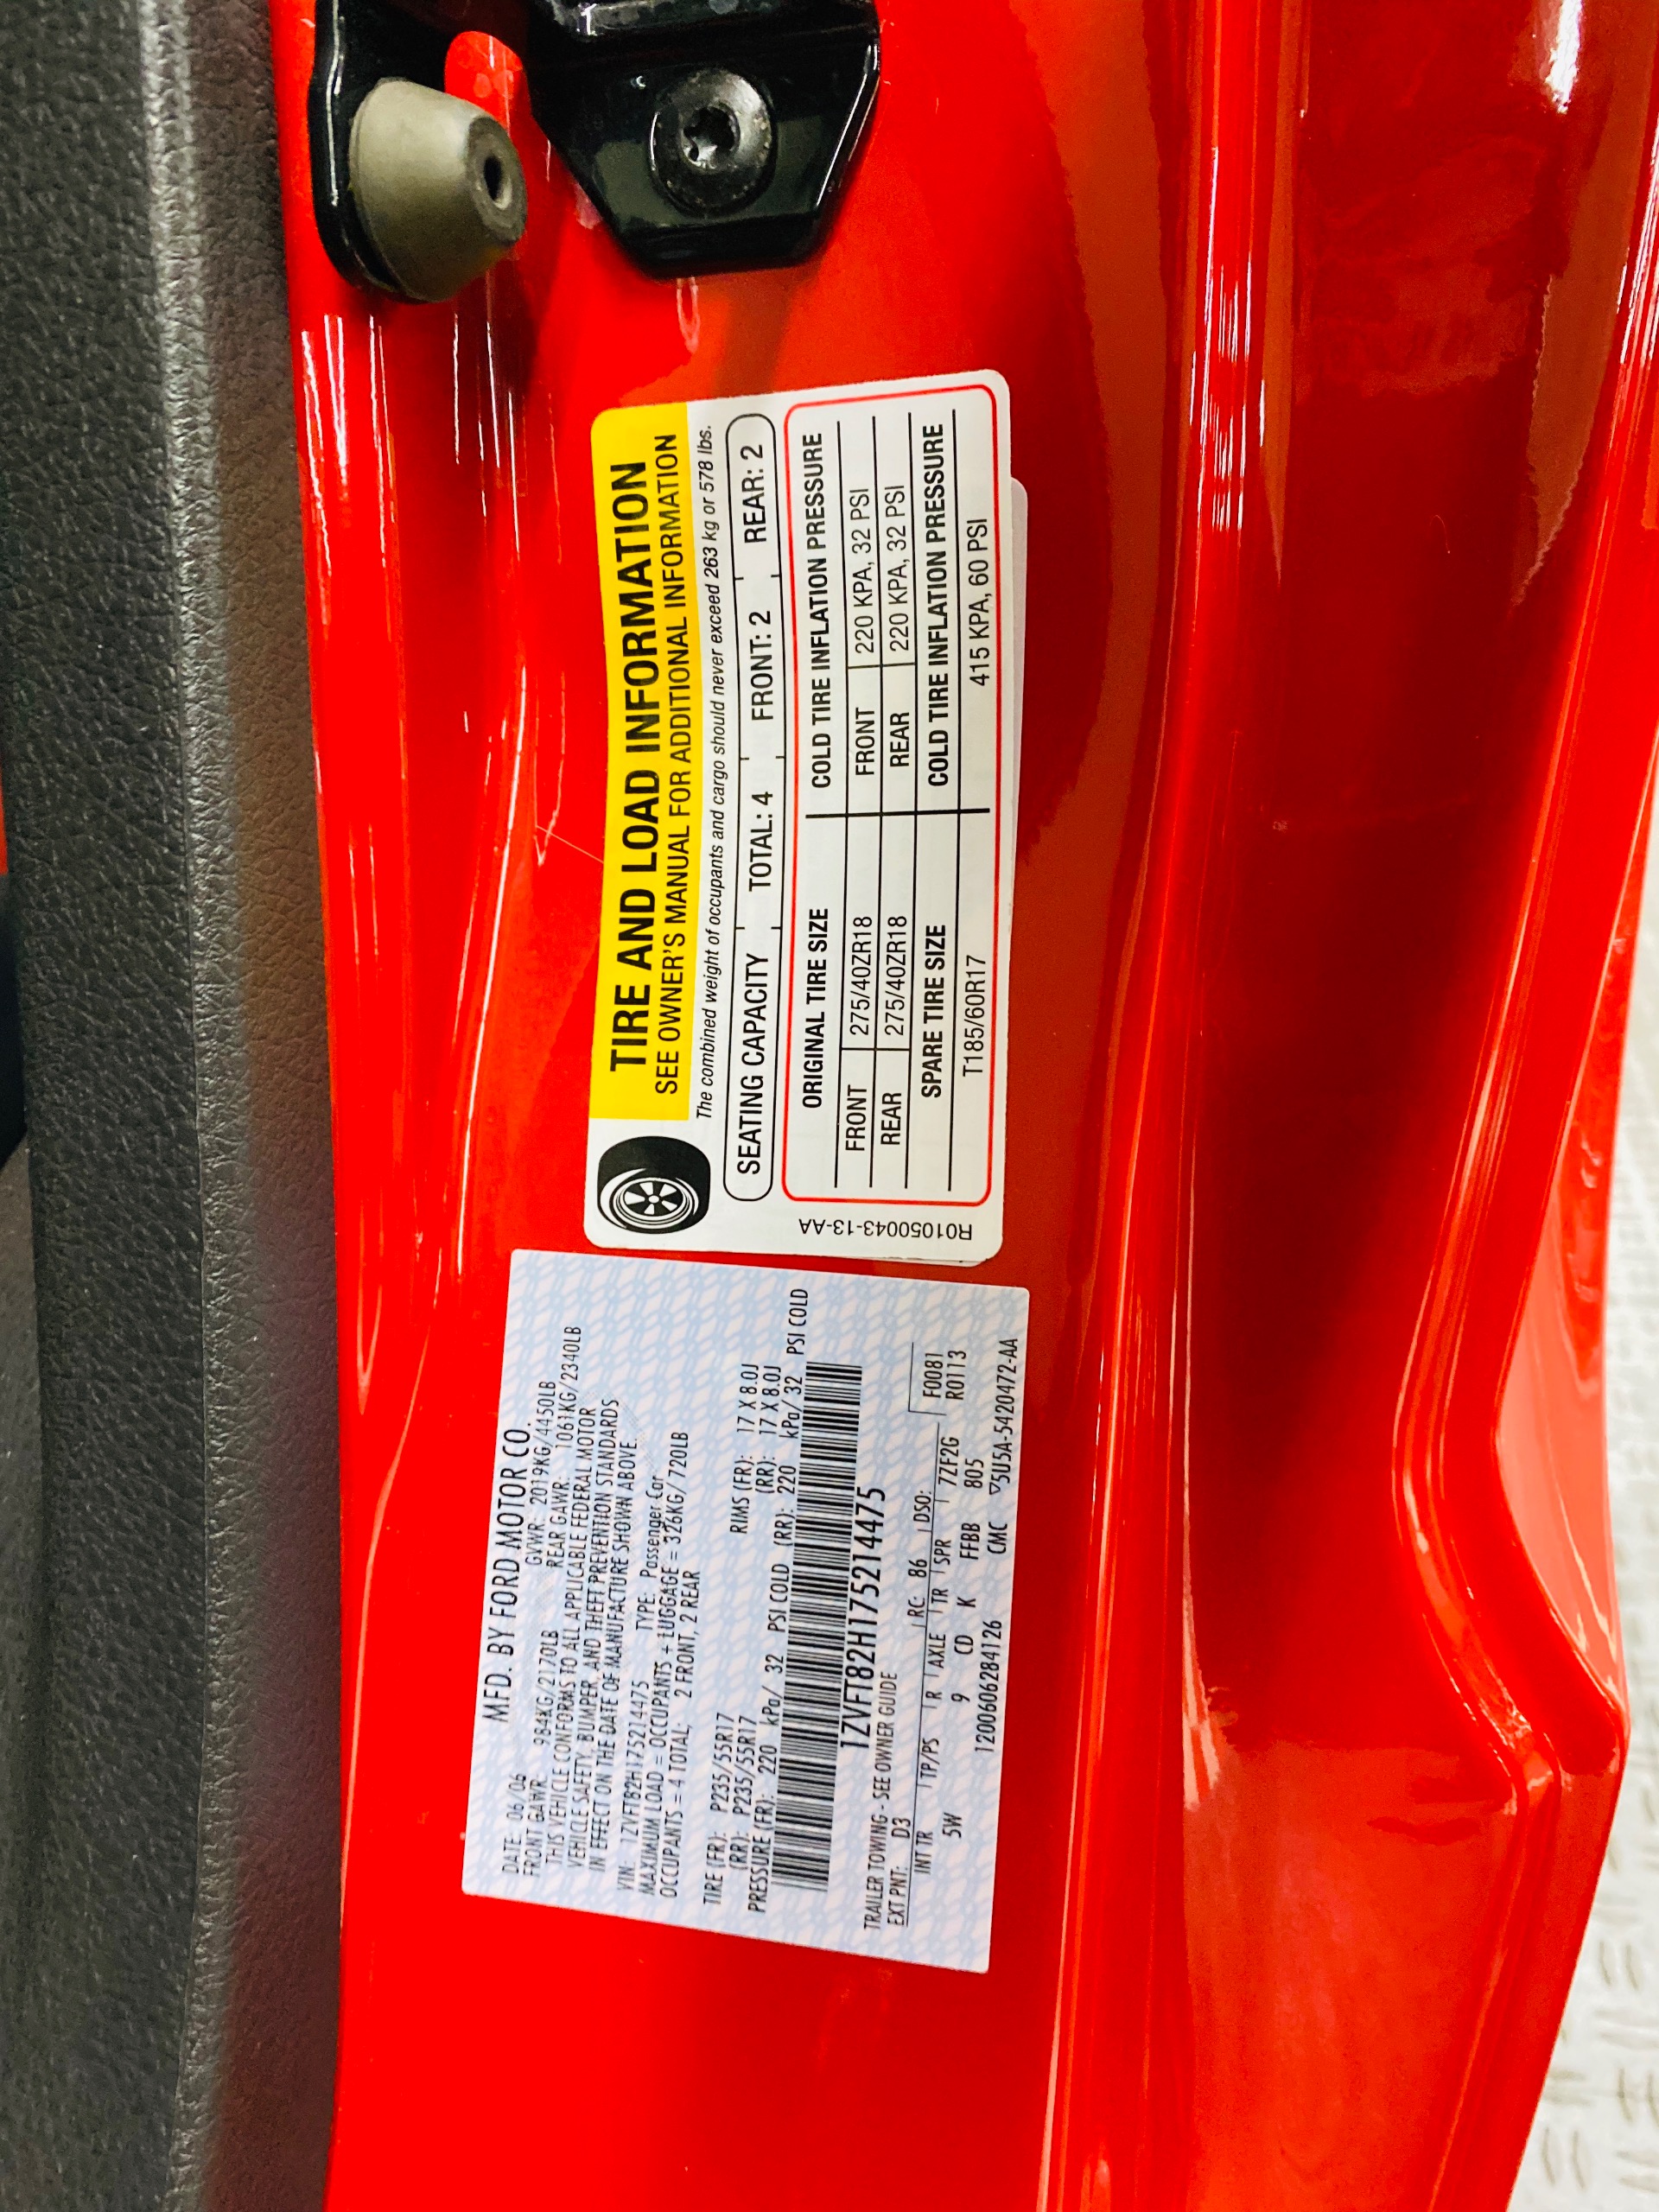 MFD. BY FORD MOTOR CO.
DATE: 06/06 GVWR: 2019KG/4450LB
FRONT GAWR: 984KG/2170LB REAR GAWR: 1061KG/2340LB
THIS VEHICLE CONFORMS TO ALL APPLICABLE FEDERAL MOTOR
VEHICLE SAFETY, BUMPER, AND THEFT PREVENTION STANDARDS
IN EFFECT ON THE DATE OF MANUFACTURE SHOWN ABOVE.
VIN: 1ZVFT82H175214475 TYPE: Passenger Car
MAXIMUM LOAD = OCCUPANTS + LUGGAGE = 326KG/720LB
OCCUPANTS = 4 TOTAL; 2 FRONT, 2 REAR
TIRE (FR): P235/55R17 RIMS (FR): 17 X 8.0J
(RR): P235/55R17 (RR): 17 X 8.0J
PRESSURE (FR): 220 kPa/ 32 PSI COLD (RR): 220 kPa/ 32 PSI COLD
1ZVFT82H175214475
TRAILER TOWING - SEE OWNER GUIDE
EXT PNT: D3 RC: 86 DSO: F0081
INT TR TP/PS R AXLE TR SPR 7ZF2G R0113
5W 9 CD K FFBB 805
1200606284126 CMC ▽5U5A-5420472-AA
TIRE AND LOAD INFORMATION
SEE OWNER'S MANUAL FOR ADDITIONAL INFORMATION
The combined weight of occupants and cargo should never exceed 263 kg or 578 lbs.
SEATING CAPACITY TOTAL: 4 FRONT: 2 REAR: 2
ORIGINAL TIRE SIZE COLD TIRE INFLATION PRESSURE
FRONT 275/40ZR18 FRONT 220 KPA, 32 PSI
REAR 275/40ZR18 REAR 220 KPA, 32 PSI
SPARE TIRE SIZE COLD TIRE INFLATION PRESSURE
T185/60R17 415 KPA, 60 PSI
R01050043-13-AA